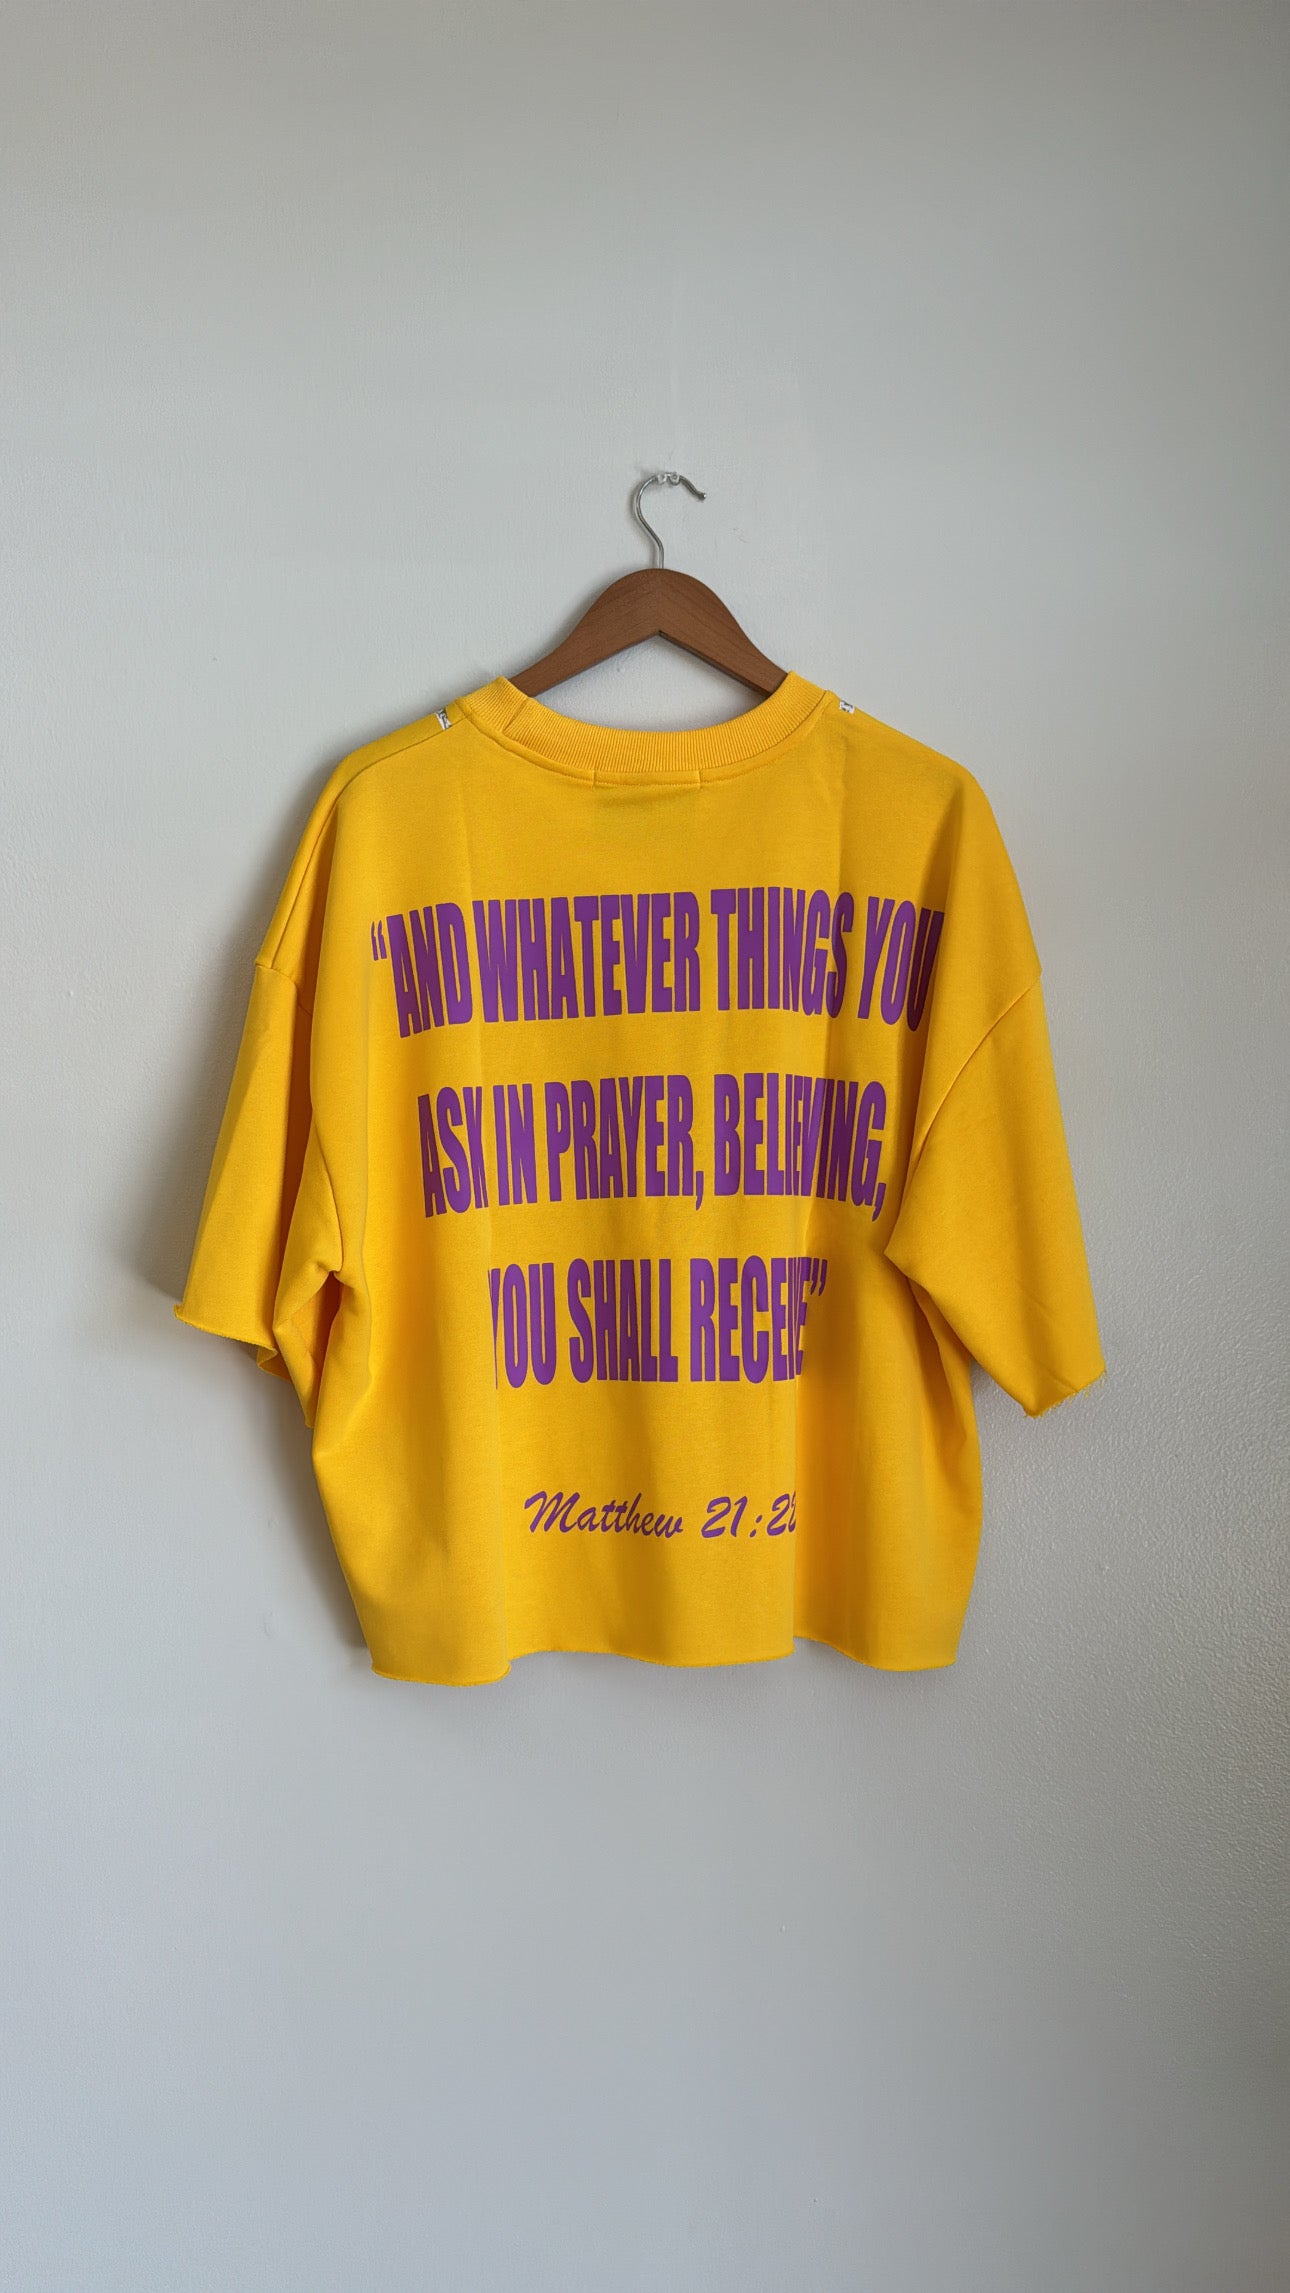 “AND WHATEVER THINGS YOU
ASK IN PRAYER, BELIEVING,
YOU SHALL RECEIVE”
Matthew 21:22